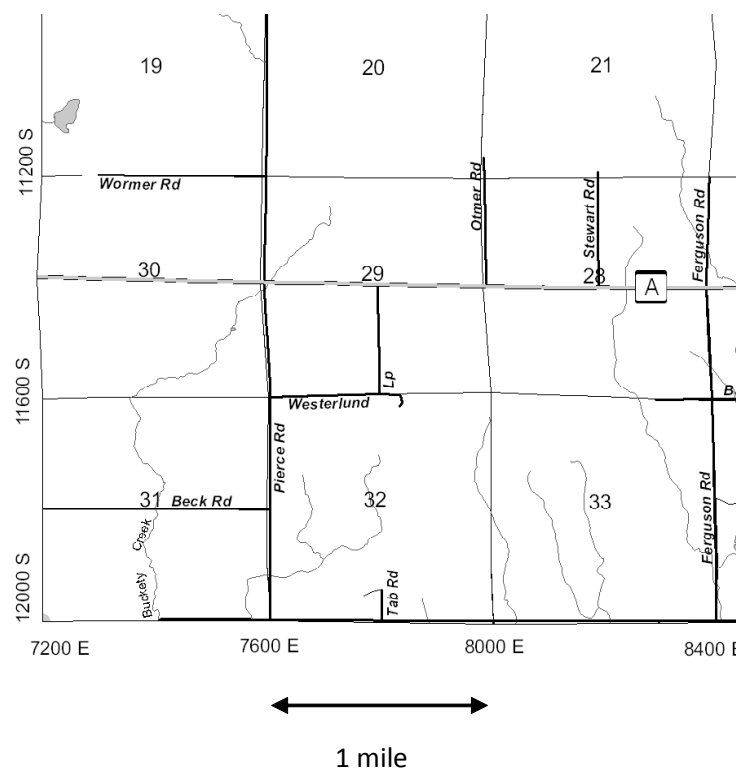 19
20
21
11200 S
Wormer Rd
Otmer Rd
Stewart Rd
Ferguson Rd
30
29
28
A
11600 S
Westerlund
Lp
B
Pierce Rd
31
Beck Rd
32
33
Ferguson Rd
Buckety Creek
12000 S
Tab Rd
7200 E
7600 E
8000 E
8400 E
1 mile